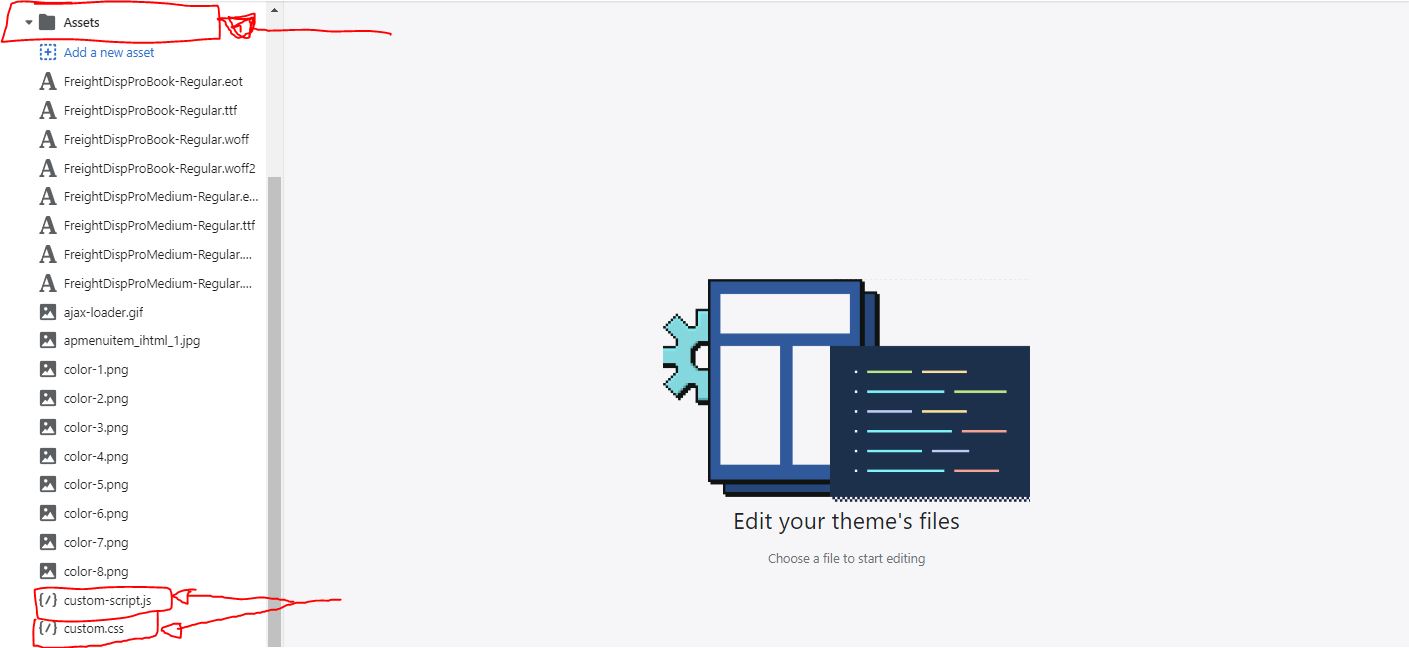 Assets
Add a new asset
FreightDispProBook-Regular.eot
FreightDispProBook-Regular.ttf
FreightDispProBook-Regular.woff
FreightDispProBook-Regular.woff2
FreightDispProMedium-Regular.e...
FreightDispProMedium-Regular.ttf
FreightDispProMedium-Regular....
FreightDispProMedium-Regular....
ajax-loader.gif
apmenuitem_ihtml_1.jpg
color-1.png
color-2.png
color-3.png
color-4.png
color-5.png
color-6.png
color-7.png
color-8.png
custom-script.js
custom.css
Edit your theme's files
Choose a file to start editing